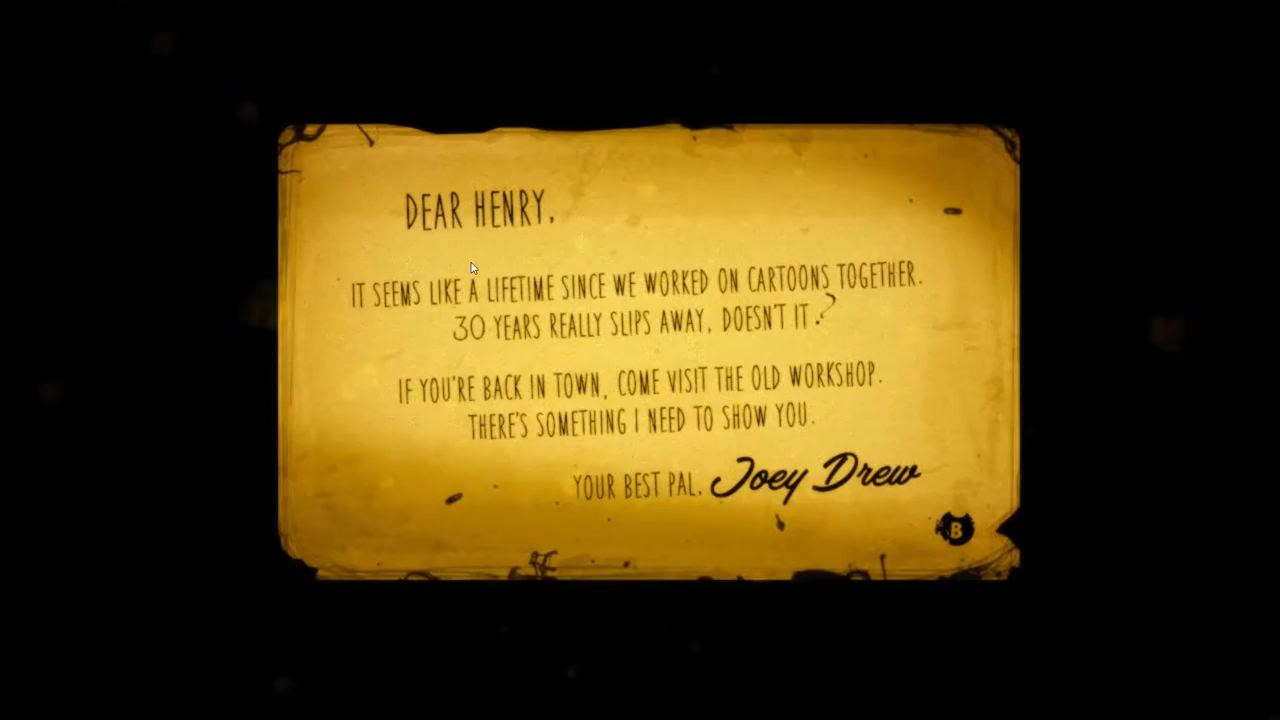 DEAR HENRY,
IT SEEMS LIKE A LIFETIME SINCE WE WORKED ON CARTOONS TOGETHER.
30 YEARS REALLY SLIPS AWAY, DOESN'T IT?
IF YOU'RE BACK IN TOWN, COME VISIT THE OLD WORKSHOP.
THERE'S SOMETHING I NEED TO SHOW YOU.
YOUR BEST PAL, Joey Drew
B